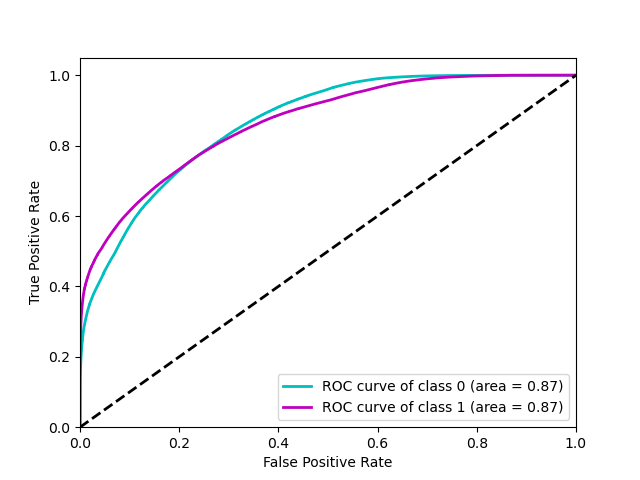 1.0
0.8
0.6
0.4
0.2
0.0
True Positive Rate
ROC curve of class 0 (area = 0.87)
ROC curve of class 1 (area = 0.87)
0.0 0.2 0.4 0.6 0.8 1.0
False Positive Rate